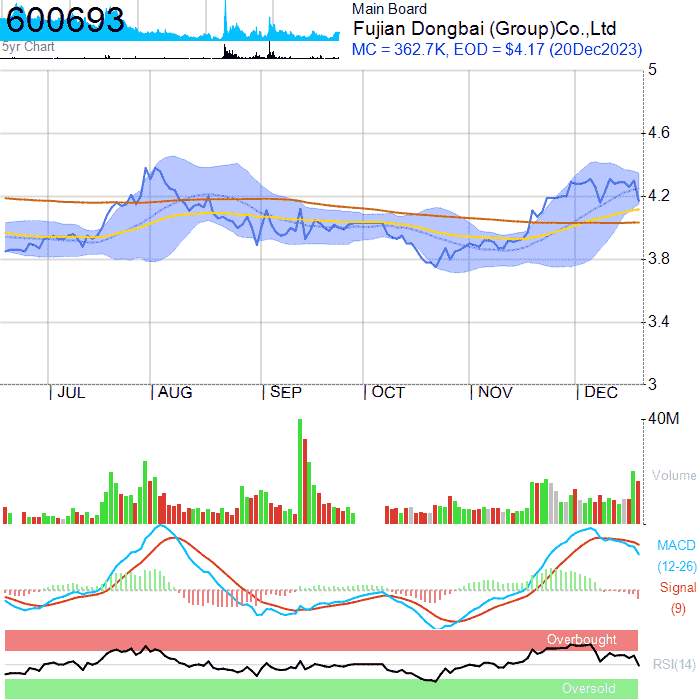 600693
5yr Chart
Main Board
Fujian Dongbai (Group)Co.,Ltd
MC = 362.7K, EOD = $4.17 (20Dec2023)
5
4.6
4.2
3.8
3.4
3
JUL AUG SEP OCT NOV DEC
40M
Volume
MACD
(12-26)
Signal
(9)
Overbought
RSI(14)
Oversold